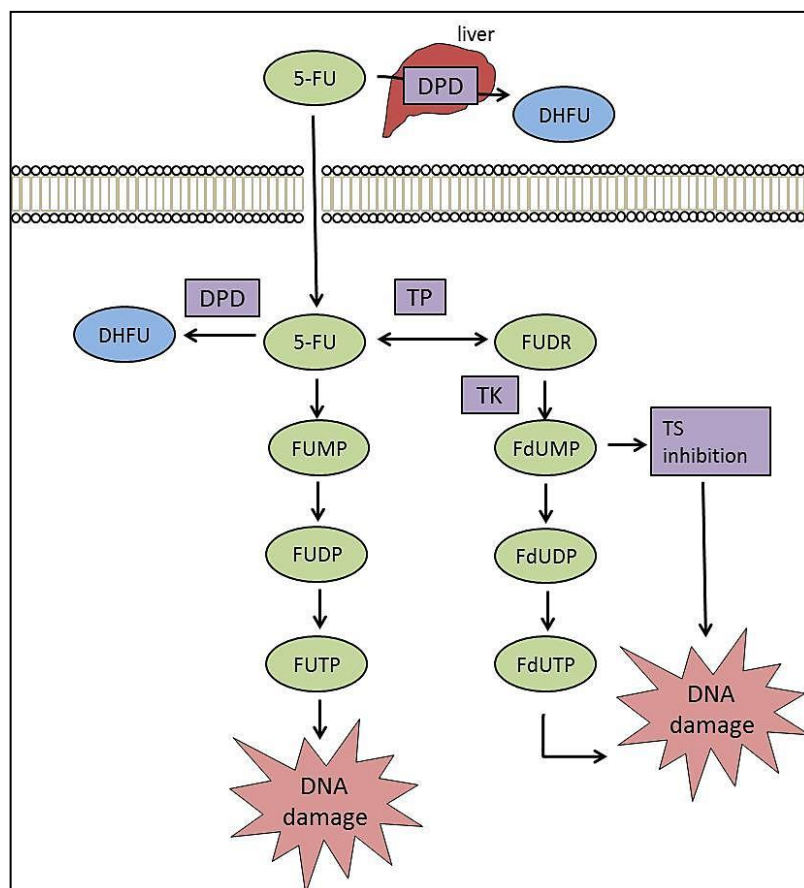 liver
5-FU
DPD
DHFU
DPD
TP
DHFU
5-FU
FUDR
TK
FUMP
FdUMP
TS
inhibition
FUDP
FdUDP
FUTP
FdUTP
DNA
damage
DNA
damage